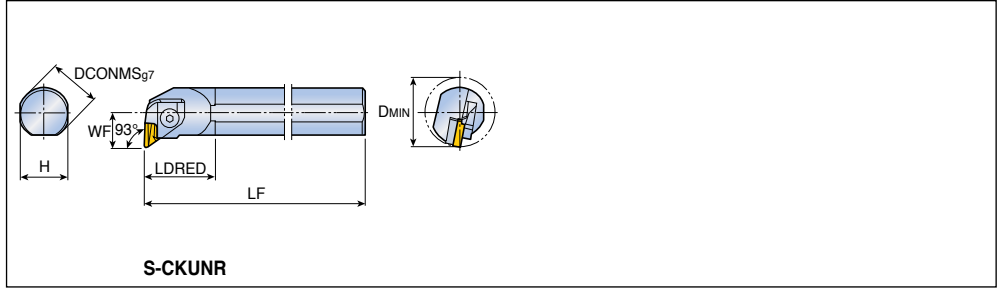 DCONMSg7
DMIN
WF 93°
H
LDRED
LF
S-CKUNR